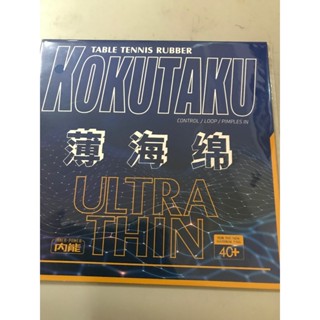 TABLE TENNIS RUBBER
KOKUTAKU
CONTROL / LOOP / PIMPLES-IN
薄海绵
ULTRA
THIN
内能
40+